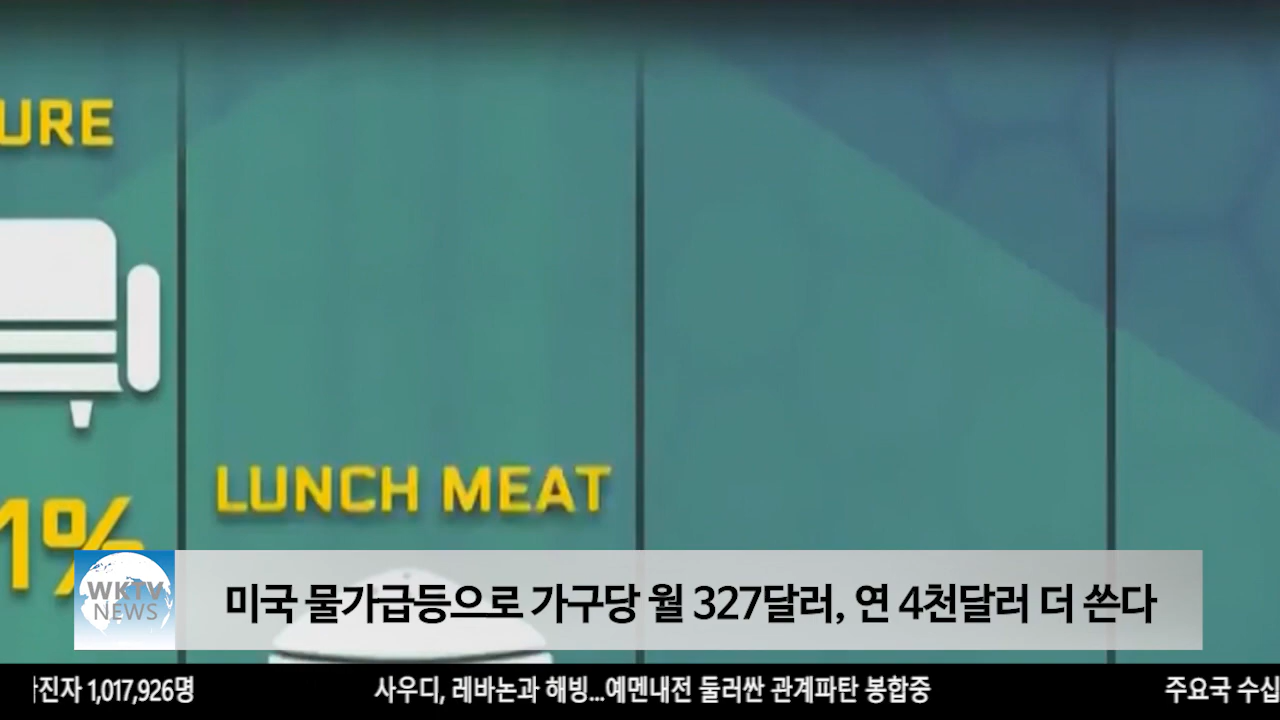 URE
1%
LUNCH MEAT
WKTV
NEWS
미국 물가급등으로 가구당 월 327달러, 연 4천달러 더 쓴다
진자 1,017,926명 사우디, 레바논과 해빙...예멘내전 둘러싼 관계파탄 봉합중 주요국 수십